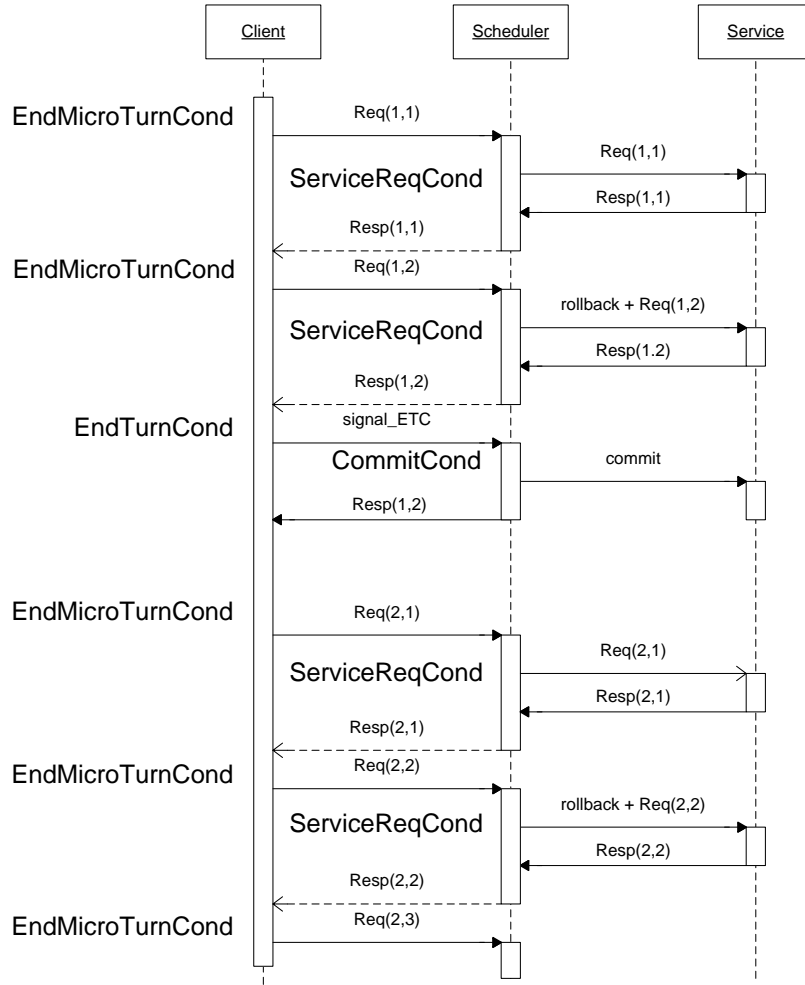 Client
Scheduler
Service
EndMicroTurnCond
Req(1,1)
Req(1,1)
ServiceReqCond
Resp(1,1)
Resp(1,1)
EndMicroTurnCond
Req(1,2)
rollback + Req(1,2)
ServiceReqCond
Resp(1.2)
Resp(1,2)
EndTurnCond
signal_ETC
CommitCond
commit
Resp(1,2)
EndMicroTurnCond
Req(2,1)
Req(2,1)
ServiceReqCond
Resp(2,1)
Resp(2,1)
EndMicroTurnCond
Req(2,2)
rollback + Req(2,2)
ServiceReqCond
Resp(2,2)
Resp(2,2)
EndMicroTurnCond
Req(2,3)